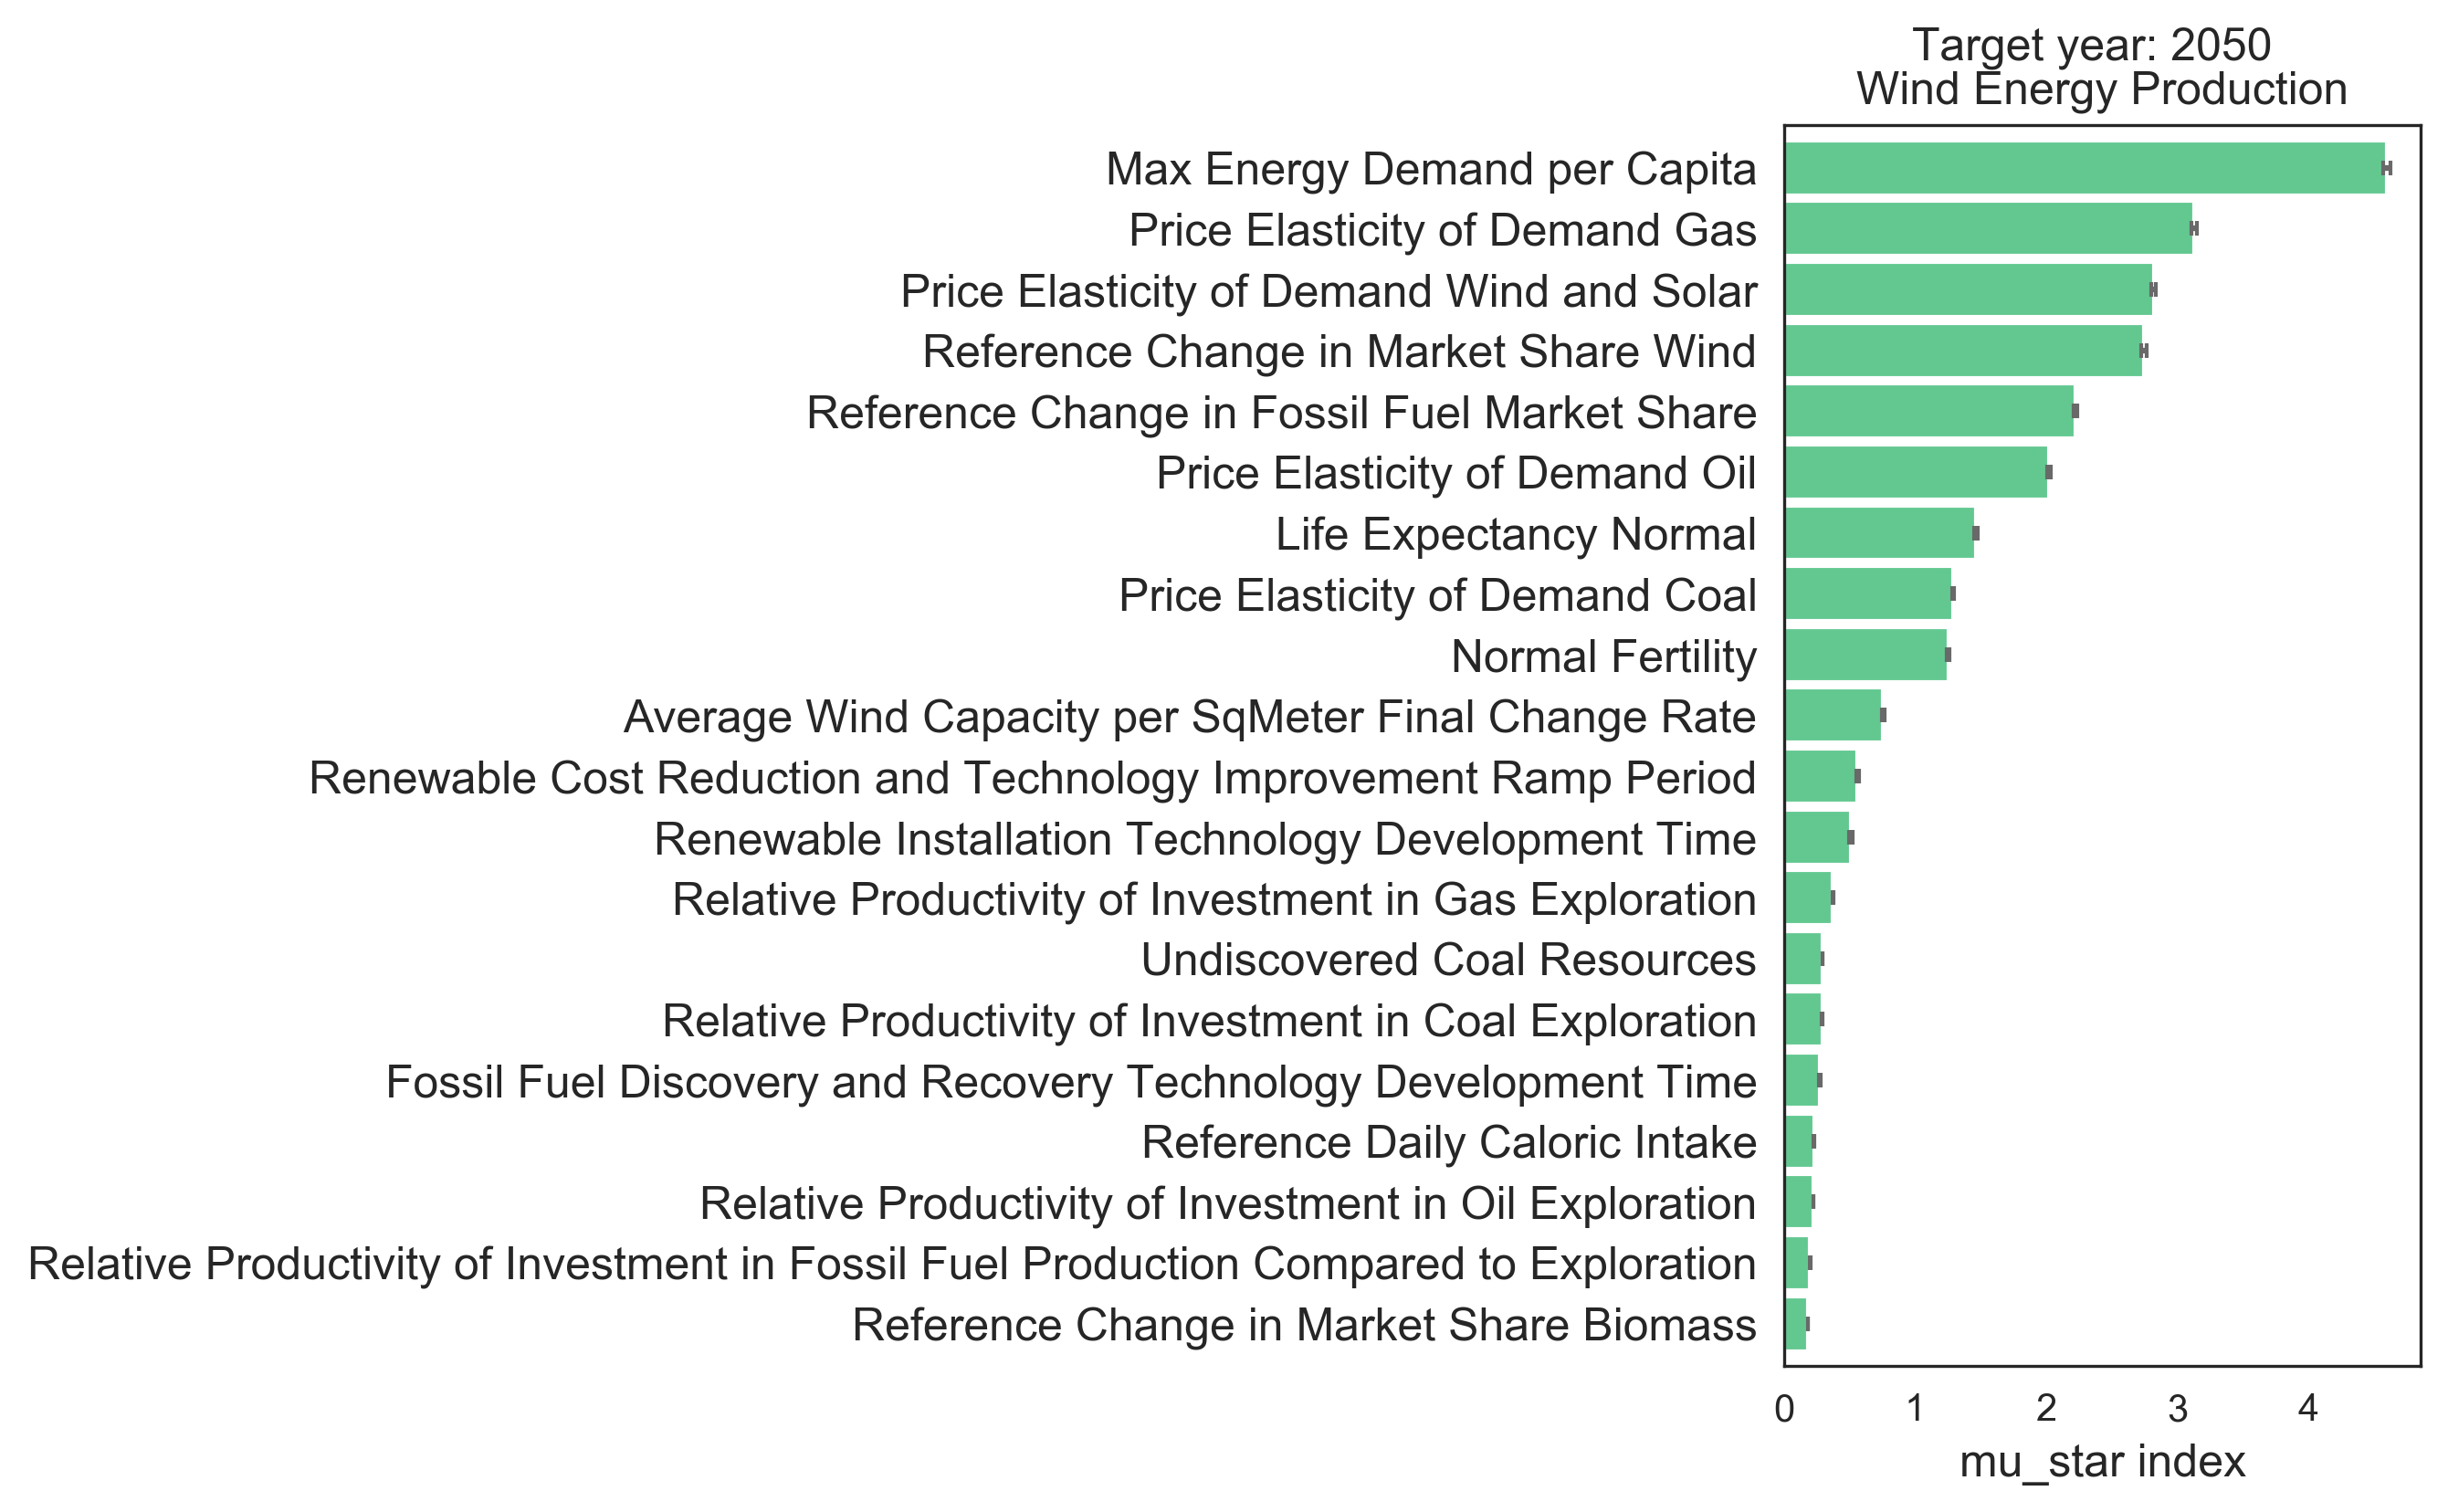 Target year: 2050
Wind Energy Production
Max Energy Demand per Capita
Price Elasticity of Demand Gas
Price Elasticity of Demand Wind and Solar
Reference Change in Market Share Wind
Reference Change in Fossil Fuel Market Share
Price Elasticity of Demand Oil
Life Expectancy Normal
Price Elasticity of Demand Coal
Normal Fertility
Average Wind Capacity per SqMeter Final Change Rate
Renewable Cost Reduction and Technology Improvement Ramp Period
Renewable Installation Technology Development Time
Relative Productivity of Investment in Gas Exploration
Undiscovered Coal Resources
Relative Productivity of Investment in Coal Exploration
Fossil Fuel Discovery and Recovery Technology Development Time
Reference Daily Caloric Intake
Relative Productivity of Investment in Oil Exploration
Relative Productivity of Investment in Fossil Fuel Production Compared to Exploration
Reference Change in Market Share Biomass
0 1 2 3 4
mu_star index